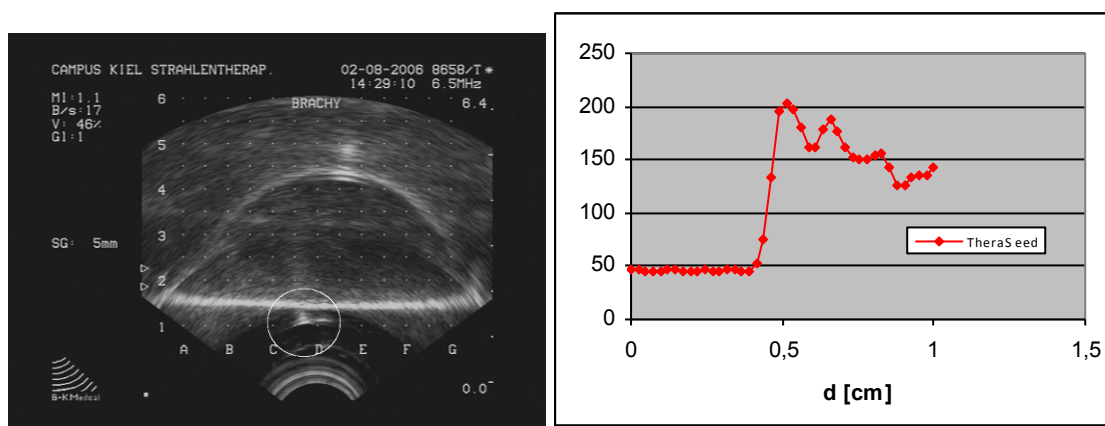 CAMPUS KIEL STRAHLENTHERAP. 02-08-2006 8658/T*
14:29:10 6.5MHz
MI:1.1
B/s:17
V: 46%
G1:1
BRACHY
6.4.
6
5
4
3
SG: 5mm
2
1
A B C D E F G
0.0
B-K Medical
250
200
150
100
50
0
TheraSeed
0 0,5 1 1,5
d [cm]